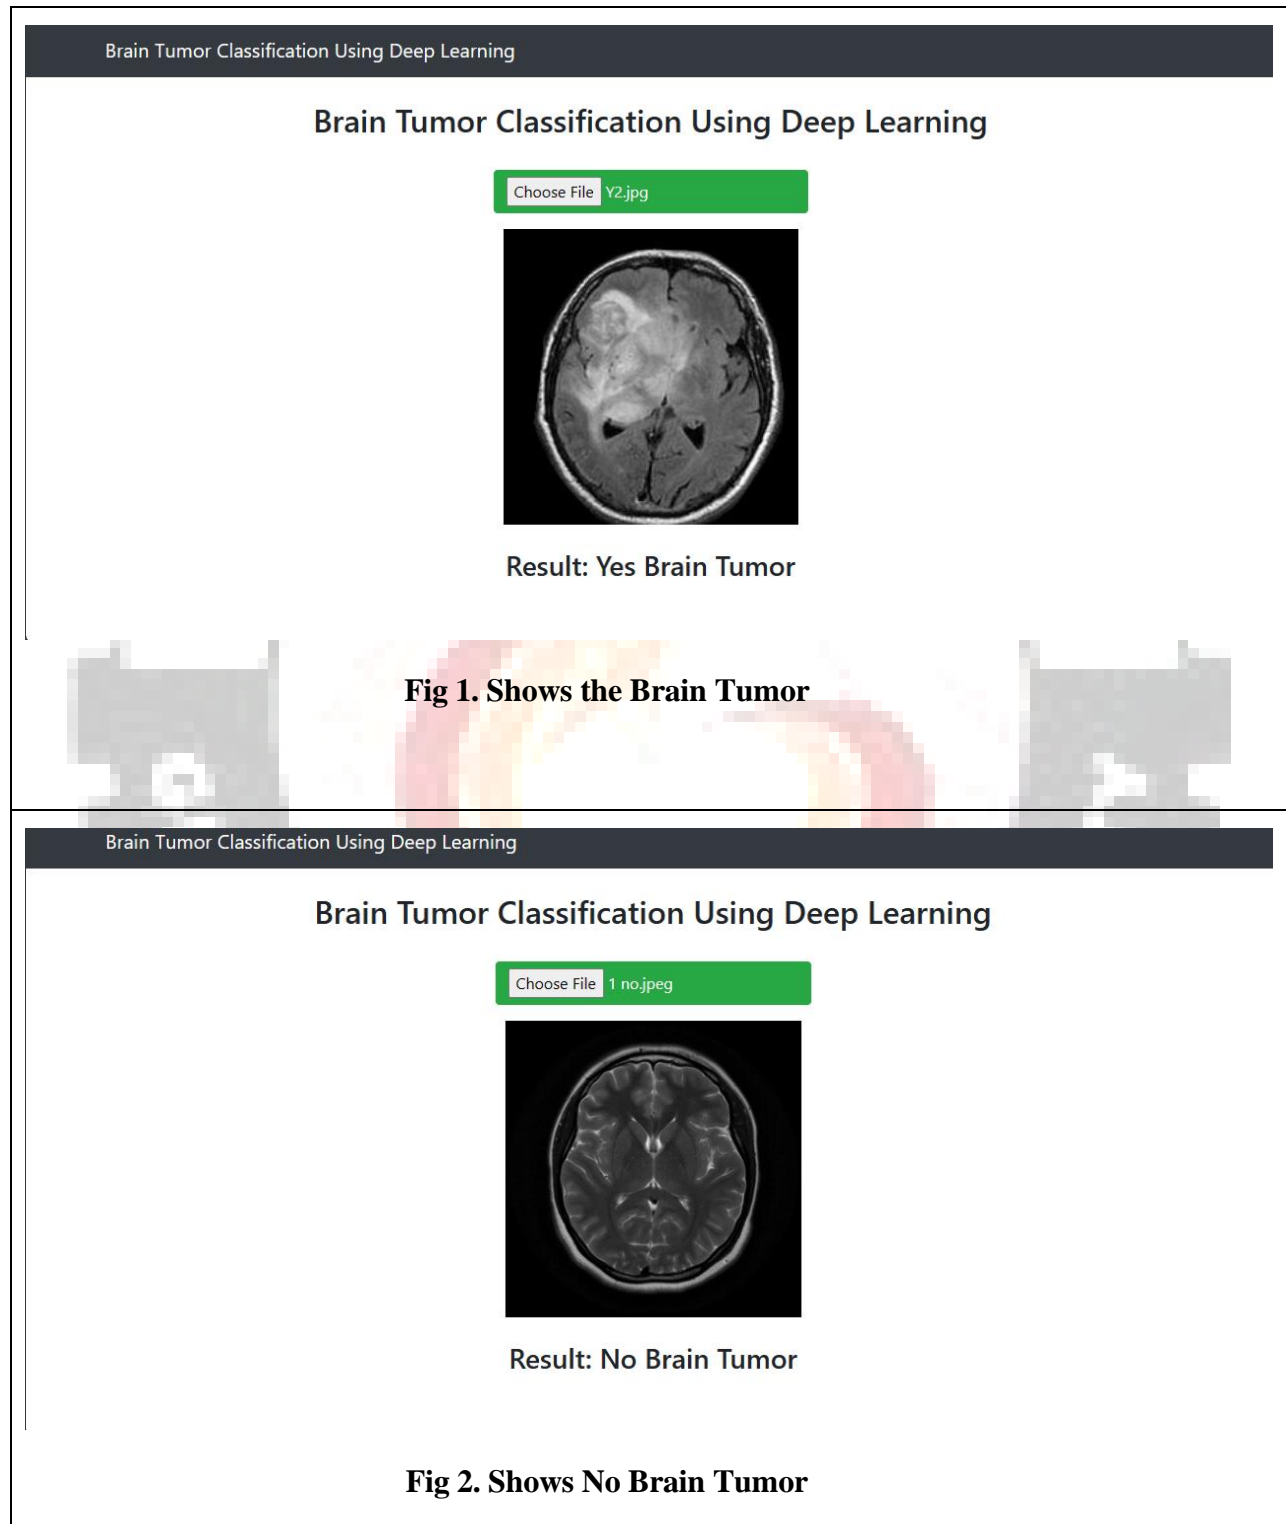 Brain Tumor Classification Using Deep Learning
Brain Tumor Classification Using Deep Learning
Choose File Y2.jpg
Result: Yes Brain Tumor
Fig 1. Shows the Brain Tumor
Brain Tumor Classification Using Deep Learning
Brain Tumor Classification Using Deep Learning
Choose File 1 no.jpeg
Result: No Brain Tumor
Fig 2. Shows No Brain Tumor